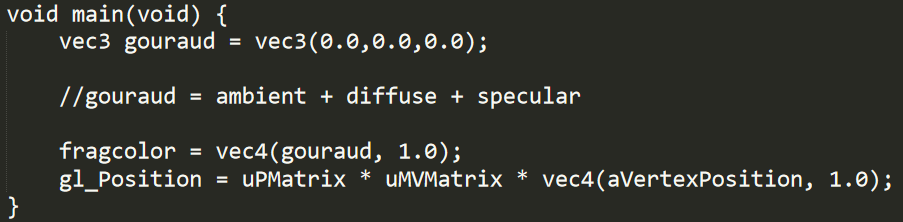 void main(void) {
    vec3 gouraud = vec3(0.0,0.0,0.0);
    //gouraud = ambient + diffuse + specular
    fragcolor = vec4(gouraud, 1.0);
    gl_Position = uPMatrix * uMVMatrix * vec4(aVertexPosition, 1.0);
}